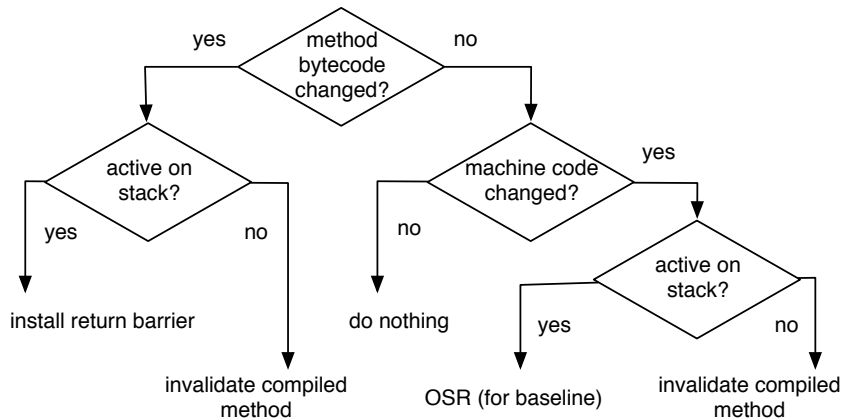 yes
method
bytecode
changed?
no
active on
stack?
machine code
changed?
yes
yes
no
no
active on
stack?
install return barrier
do nothing
yes
no
invalidate compiled
method
OSR (for baseline)
invalidate compiled
method